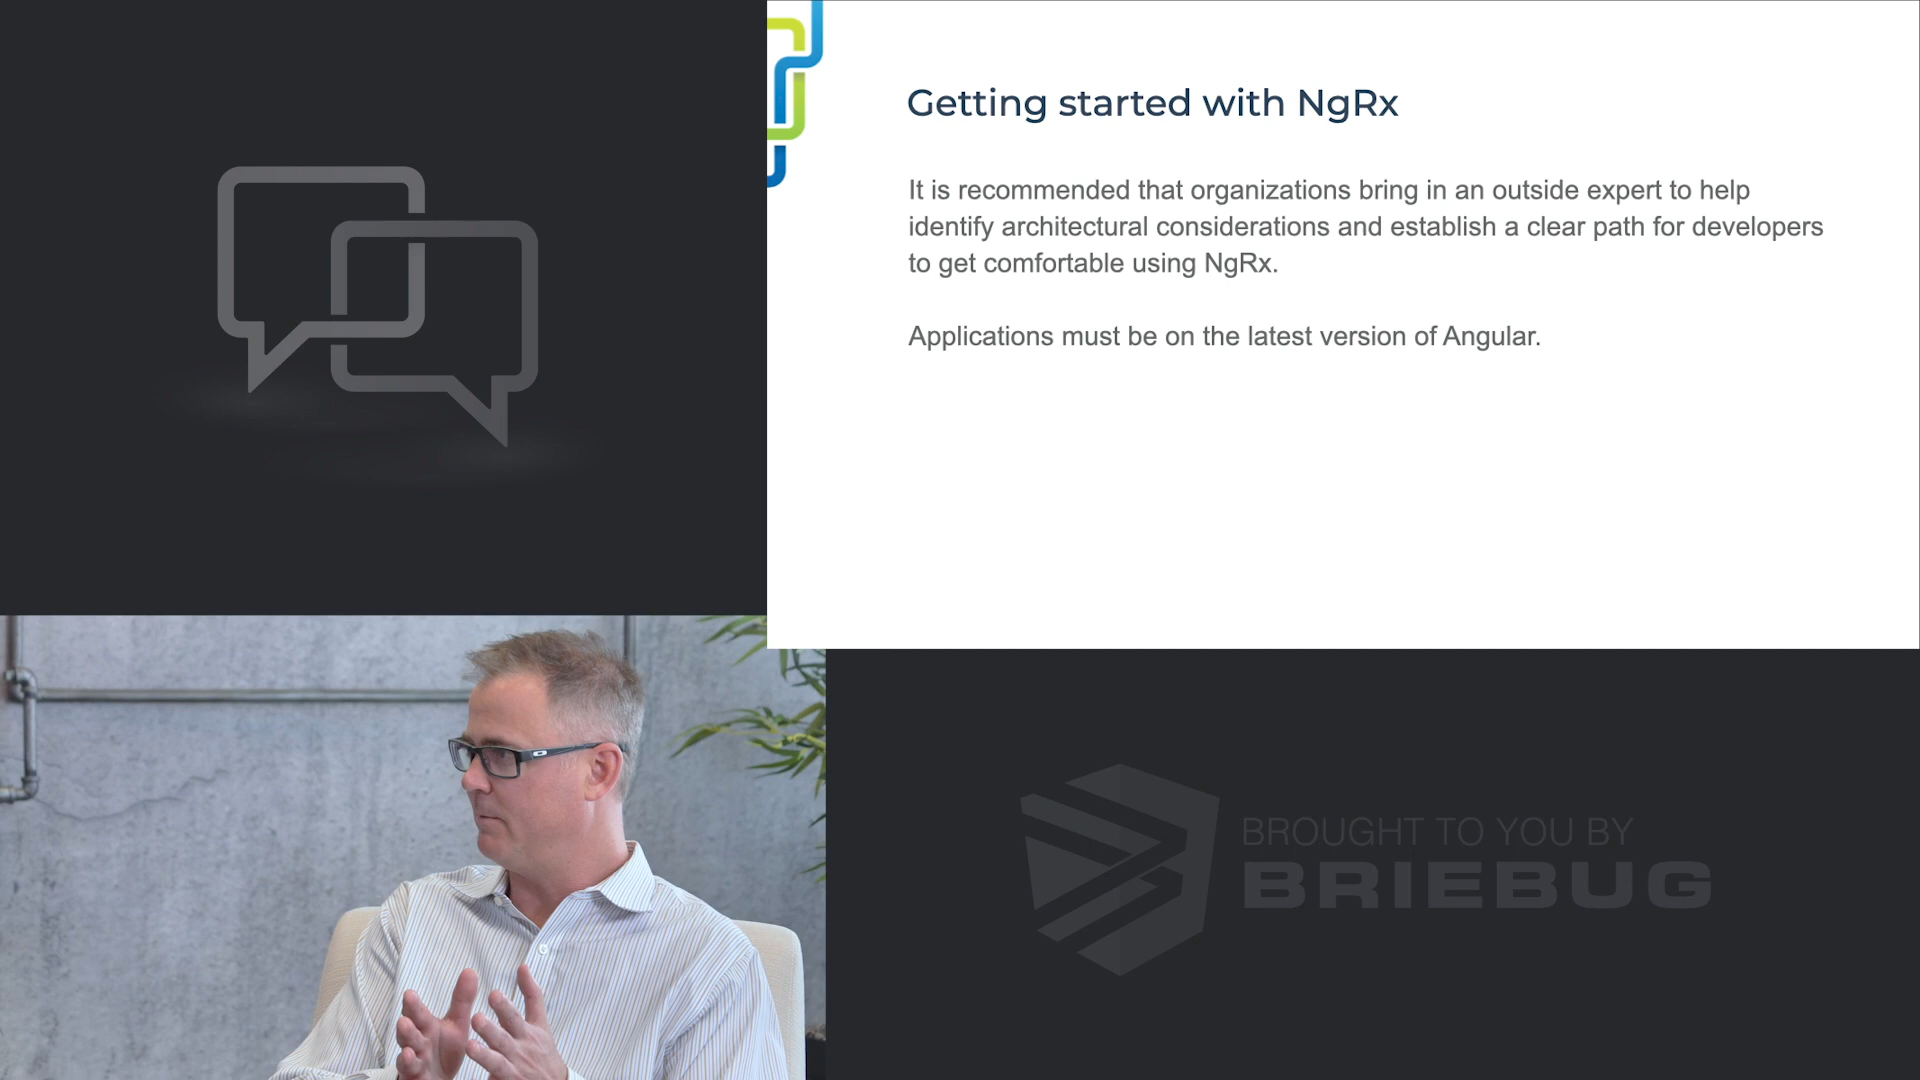 Getting started with NgRx
It is recommended that organizations bring in an outside expert to help
identify architectural considerations and establish a clear path for developers
to get comfortable using NgRx.
Applications must be on the latest version of Angular.
BROUGHT TO YOU BY
BRIEBUG